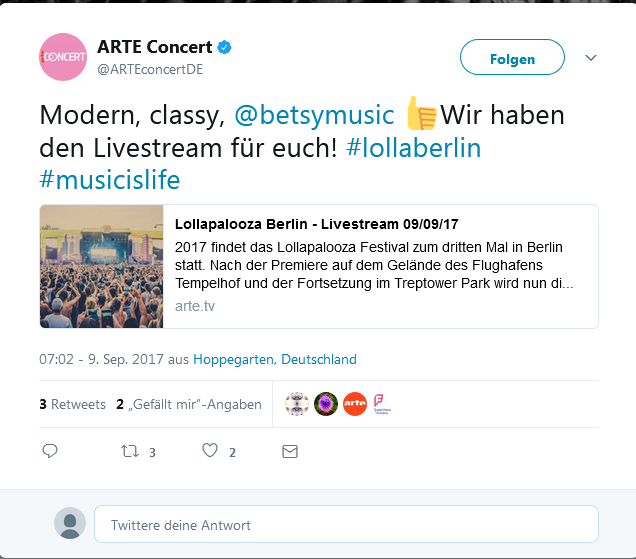 CONCERT
ARTE Concert
@ARTEconcertDE
Folgen
Modern, classy, @betsymusic 👍Wir haben
den Livestream für euch! #lollaberlin
#musicislife
Lollapalooza Berlin - Livestream 09/09/17
2017 findet das Lollapalooza Festival zum dritten Mal in Berlin
statt. Nach der Premiere auf dem Gelände des Flughafens
Tempelhof und der Fortsetzung im Treptower Park wird nun di...
arte.tv
07:02 - 9. Sep. 2017 aus Hoppegarten, Deutschland
3 Retweets 2 „Gefällt mir“-Angaben
arte
3 2
Twittere deine Antwort